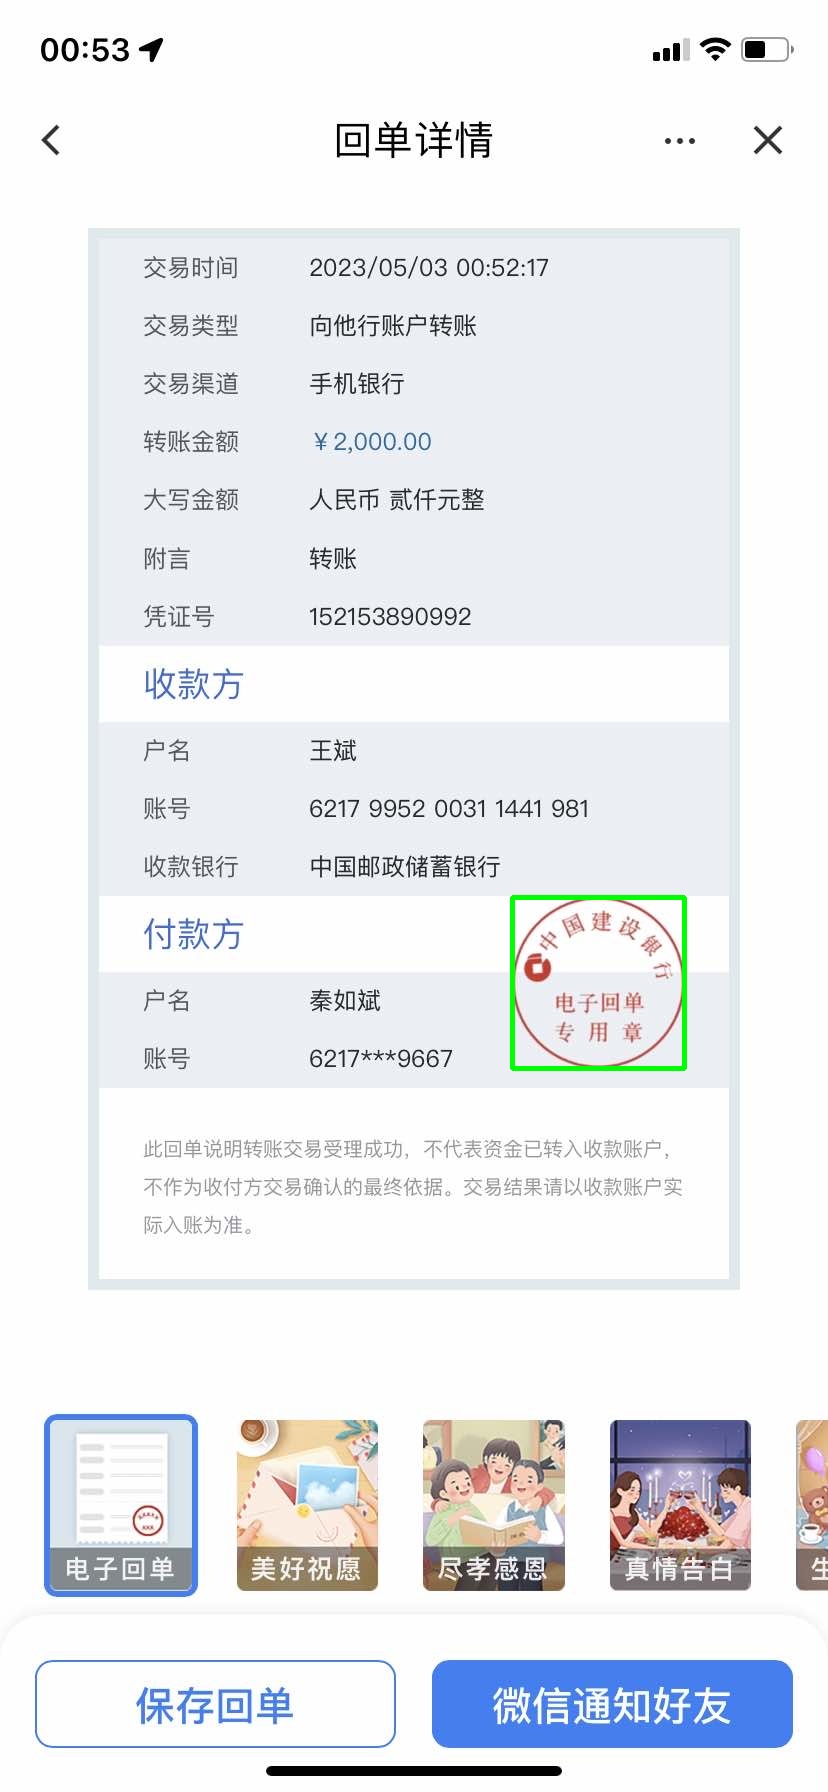 00:53
回单详情
交易时间 2023/05/03 00:52:17
交易类型 向他行账户转账
交易渠道 手机银行
转账金额 ¥2,000.00
大写金额 人民币 贰仟元整
附言 转账
凭证号 152153890992
收款方
户名 王斌
账号 6217 9952 0031 1441 981
收款银行 中国邮政储蓄银行
付款方
中国建设银行
电子回单
专用章
户名 秦如斌
账号 6217***9667
此回单说明转账交易受理成功，不代表资金已转入收款账户，
不作为收付方交易确认的最终依据。交易结果请以收款账户实
际入账为准。
电子回单
美好祝愿
尽孝感恩
真情告白
生
保存回单
微信通知好友